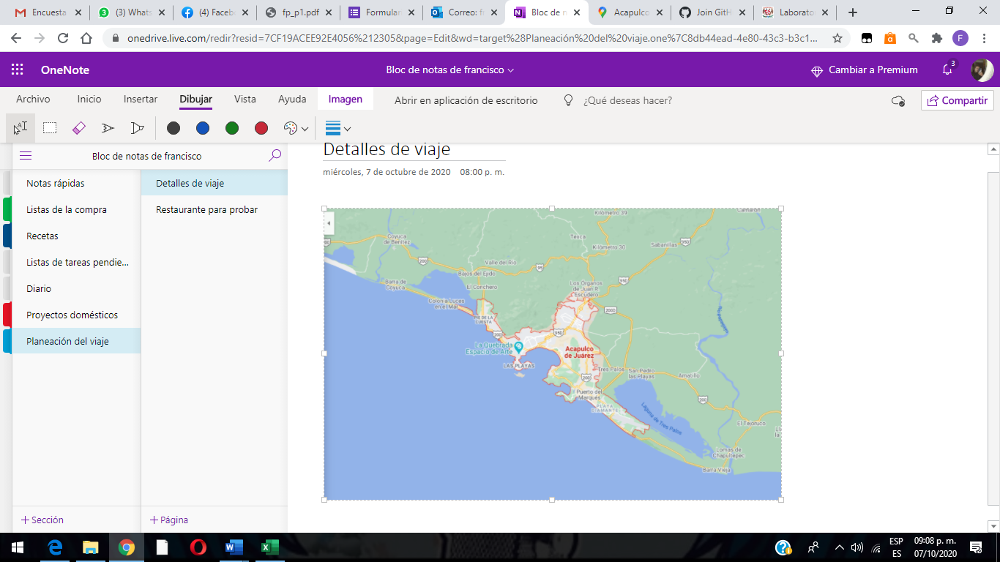 Encuesta
(3) Whats
(4) Faceb
fp_p1.pdf
Formular
Correo: f
Bloc de n
Acapulco
Join GitH
Laborato
onedrive.live.com/redir?resid=7CF19ACEE92E4056%212305&page=Edit&wd=target%28Planeación%20del%20viaje.one%7C8db44ead-4e80-43c3-b3c1...
F
OneNote
Bloc de notas de francisco
Cambiar a Premium
3
Archivo
Inicio
Insertar
Dibujar
Vista
Ayuda
Imagen
Abrir en aplicación de escritorio
¿Qué deseas hacer?
Compartir
Bloc de notas de francisco
Notas rápidas
Listas de la compra
Recetas
Listas de tareas pendie...
Diario
Proyectos domésticos
Planeación del viaje
+ Sección
Detalles de viaje
Restaurante para probar
+ Página
Detalles de viaje
miércoles, 7 de octubre de 2020 08:00 p. m.
Kilómetro 39
Camarón
Coyuca
de Benítez
Texca
Kilómetro 30
Sabanillas
950
200
Valle del Río
95
Bajos del Ejido
Barra de
Coyuca
El Conchero
Los Órganos
de Juan R.
Escudero
950
Colonia Luces
en el Mar
PIE DE LA
CUESTA
2000
200
950
La Quebrada
Espacio de Arte
LAS PLAYAS
Acapulco
de Juárez
Tres Palos
San Pedro
las Playas
Amatillo
200
Puerto del
Marqués
200
PLAYA
DIAMANTE
Laguna de Tres Palos
El Tejoruco
Lomas de
Chapultepec
Barra Vieja
ESP
ES
09:08 p. m.
07/10/2020